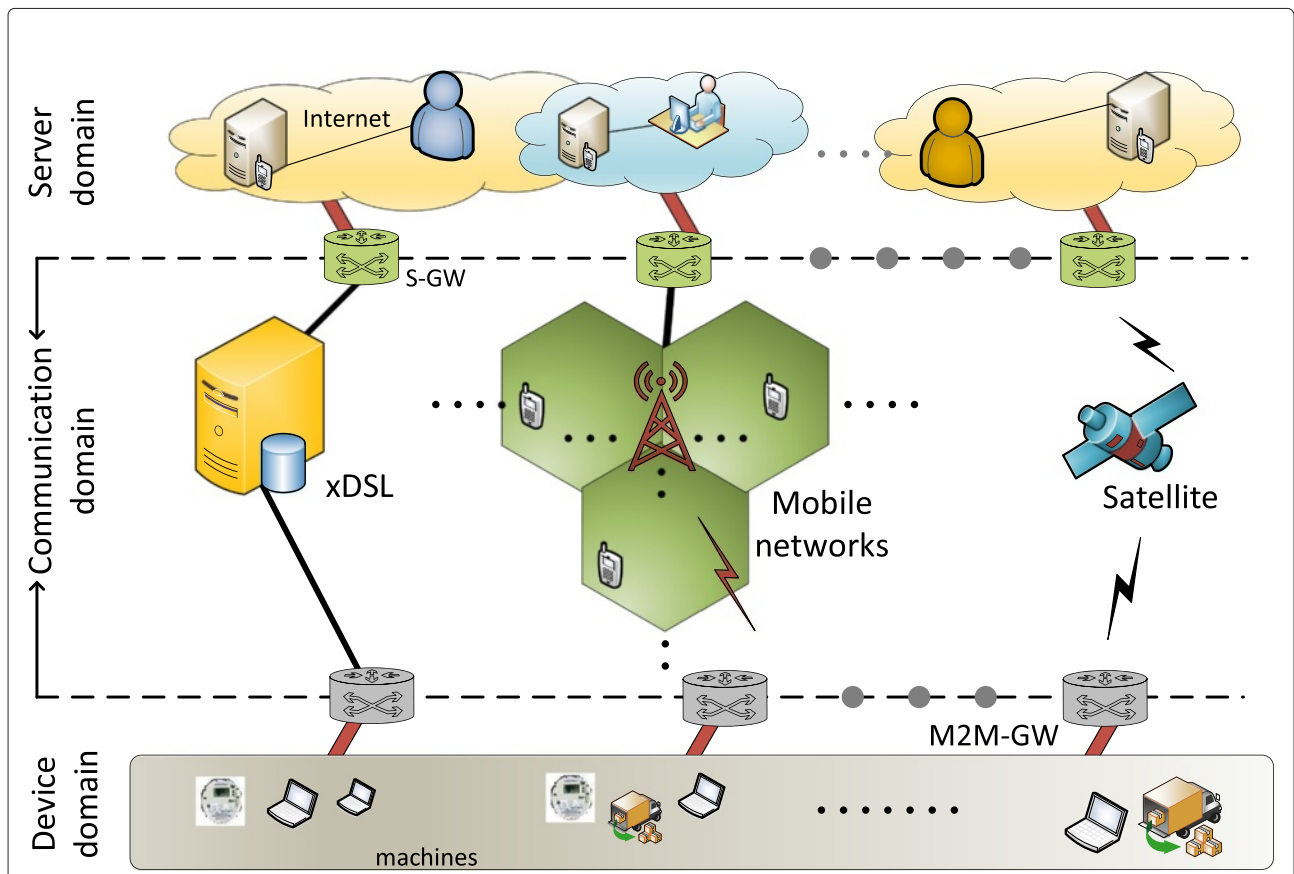 Server
domain
Internet
S-GW
Communication
domain
xDSL
Mobile
networks
Satellite
M2M-GW
Device
domain
machines